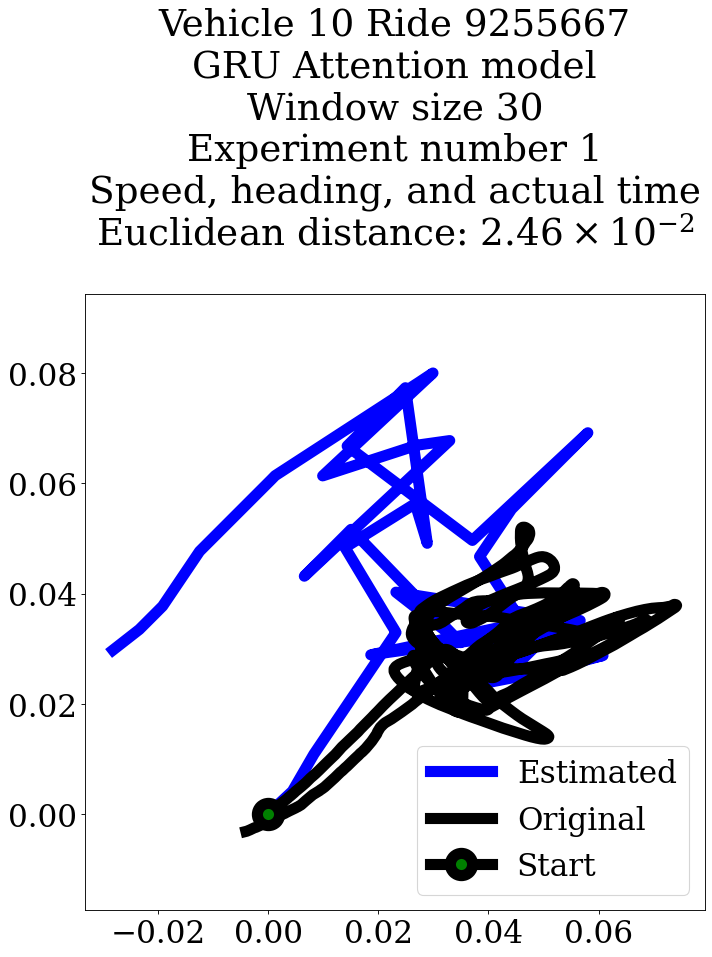 Vehicle 10 Ride 9255667
GRU Attention model
Window size 30
Experiment number 1
Speed, heading, and actual time
Euclidean distance: 2.46 × 10⁻²
0.08
0.06
0.04
0.02
0.00
−0.02 0.00 0.02 0.04 0.06
Estimated
Original
Start